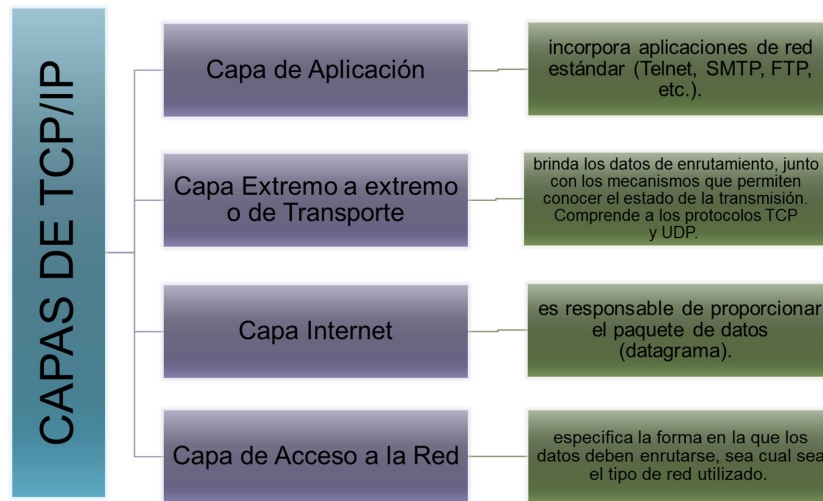 CAPAS DE TCP/IP
Capa de Aplicación
incorpora aplicaciones de red
estándar (Telnet, SMTP, FTP,
etc.).
Capa Extremo a extremo
o de Transporte
brinda los datos de enrutamiento, junto
con los mecanismos que permiten
conocer el estado de la transmisión.
Comprende a los protocolos TCP
y UDP.
Capa Internet
es responsable de proporcionar
el paquete de datos
(datagrama).
Capa de Acceso a la Red
especifica la forma en la que los
datos deben enrutarse, sea cual sea
el tipo de red utilizado.